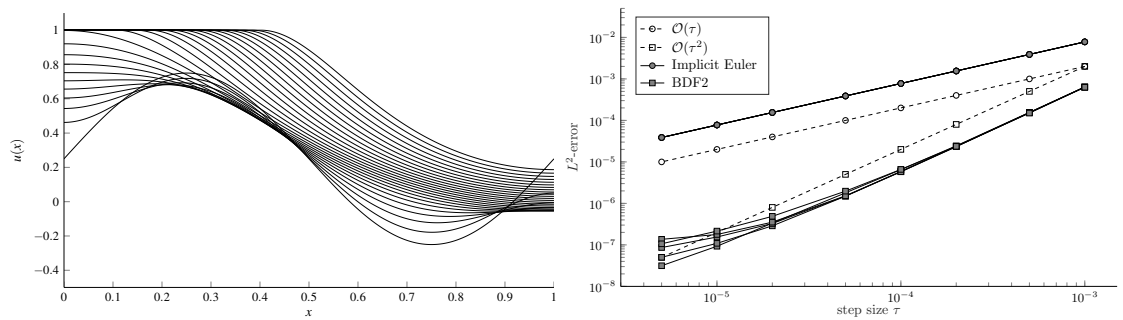 1
0.8
0.6
0.4
0.2
0
−0.2
−0.4
u(x)
0 0.1 0.2 0.3 0.4 0.5 0.6 0.7 0.8 0.9 1
x
O(τ)
O(τ²)
Implicit Euler
BDF2
10⁻²
10⁻³
10⁻⁴
10⁻⁵
10⁻⁶
10⁻⁷
10⁻⁸
L²-error
10⁻⁵ 10⁻⁴ 10⁻³
step size τ